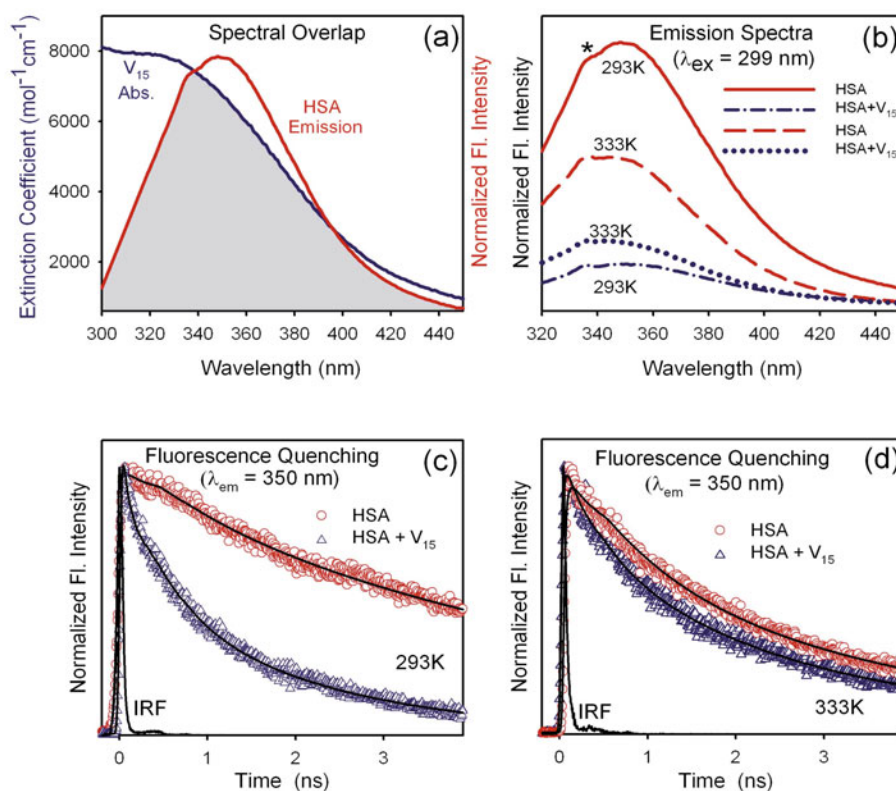 (a)
Spectral Overlap
V₁₅
Abs.
HSA
Emission
8000
6000
4000
2000
Extinction Coefficient (mol⁻¹cm⁻¹)
Normalized Fl. Intensity
300 320 340 360 380 400 420 440
Wavelength (nm)
(b)
Emission Spectra
(λex = 299 nm)
*
293K
HSA
HSA+V₁₅
HSA
HSA+V₁₅
333K
333K
293K
Normalized Fl. Intensity
320 340 360 380 400 420 440
Wavelength (nm)
(c)
Fluorescence Quenching
(λem = 350 nm)
HSA
HSA + V₁₅
293K
IRF
Normalized Fl. Intensity
0 1 2 3
Time (ns)
(d)
Fluorescence Quenching
(λem = 350 nm)
HSA
HSA + V₁₅
333K
IRF
Normalized Fl. Intensity
0 1 2 3
Time (ns)